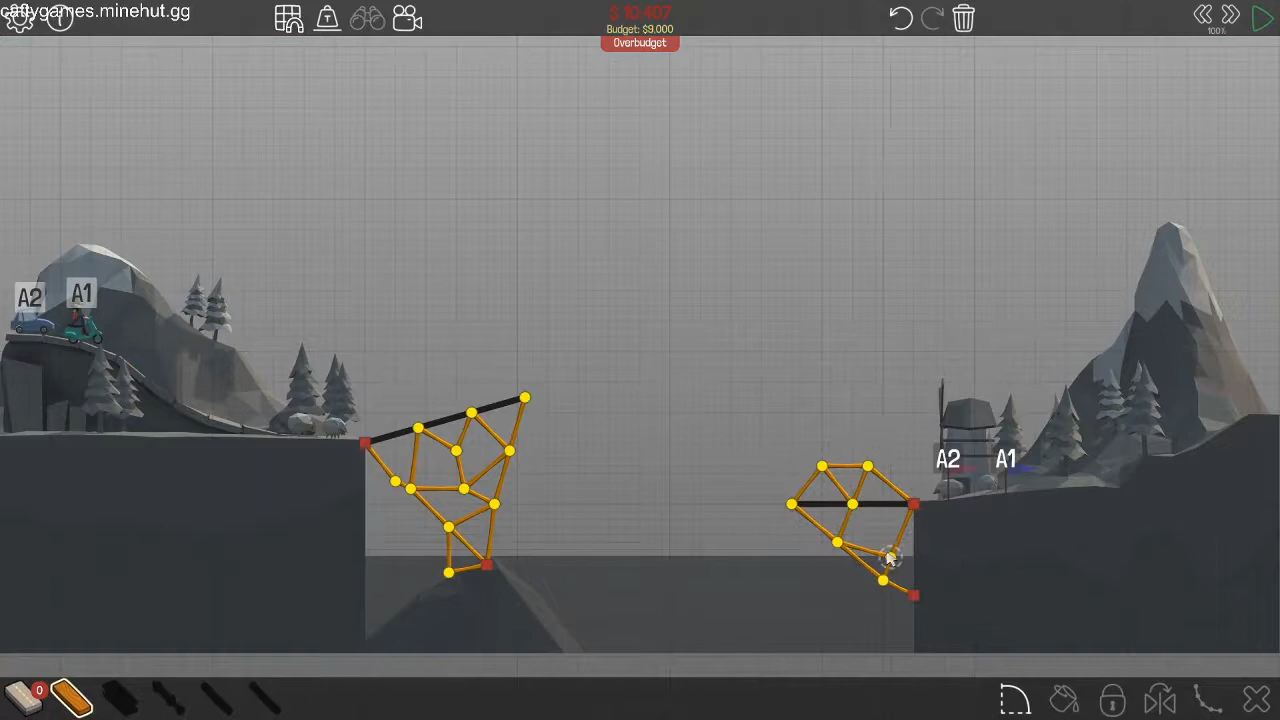 craftygames.minehut.gg
$ 10,407
Budget: $9,000
Overbudget
100%
T
A2
A1
A2
A1
0